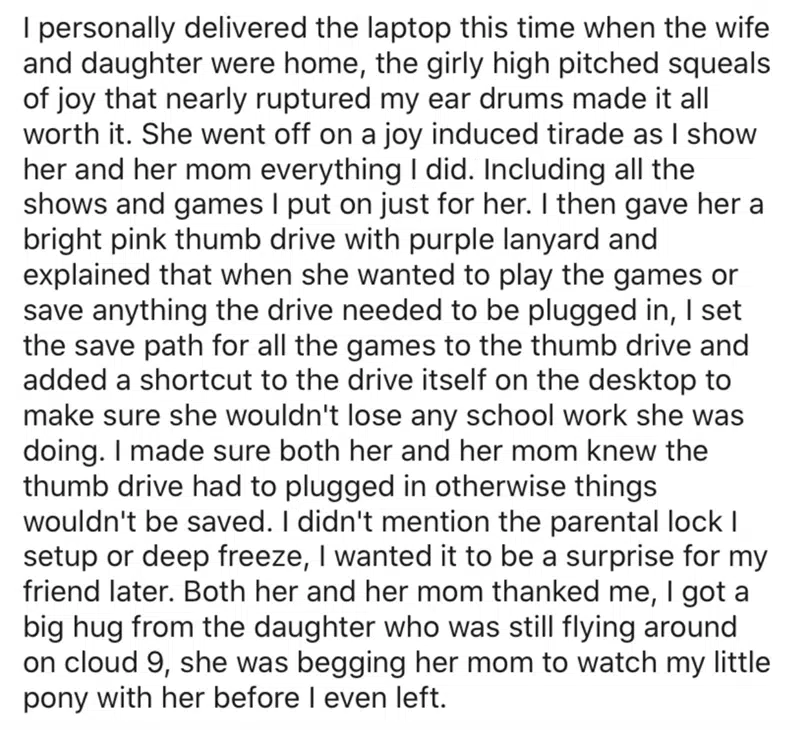 I personally delivered the laptop this time when the wife
and daughter were home, the girly high pitched squeals
of joy that nearly ruptured my ear drums made it all
worth it. She went off on a joy induced tirade as I show
her and her mom everything I did. Including all the
shows and games I put on just for her. I then gave her a
bright pink thumb drive with purple lanyard and
explained that when she wanted to play the games or
save anything the drive needed to be plugged in, I set
the save path for all the games to the thumb drive and
added a shortcut to the drive itself on the desktop to
make sure she wouldn't lose any school work she was
doing. I made sure both her and her mom knew the
thumb drive had to plugged in otherwise things
wouldn't be saved. I didn't mention the parental lock I
setup or deep freeze, I wanted it to be a surprise for my
friend later. Both her and her mom thanked me, I got a
big hug from the daughter who was still flying around
on cloud 9, she was begging her mom to watch my little
pony with her before I even left.